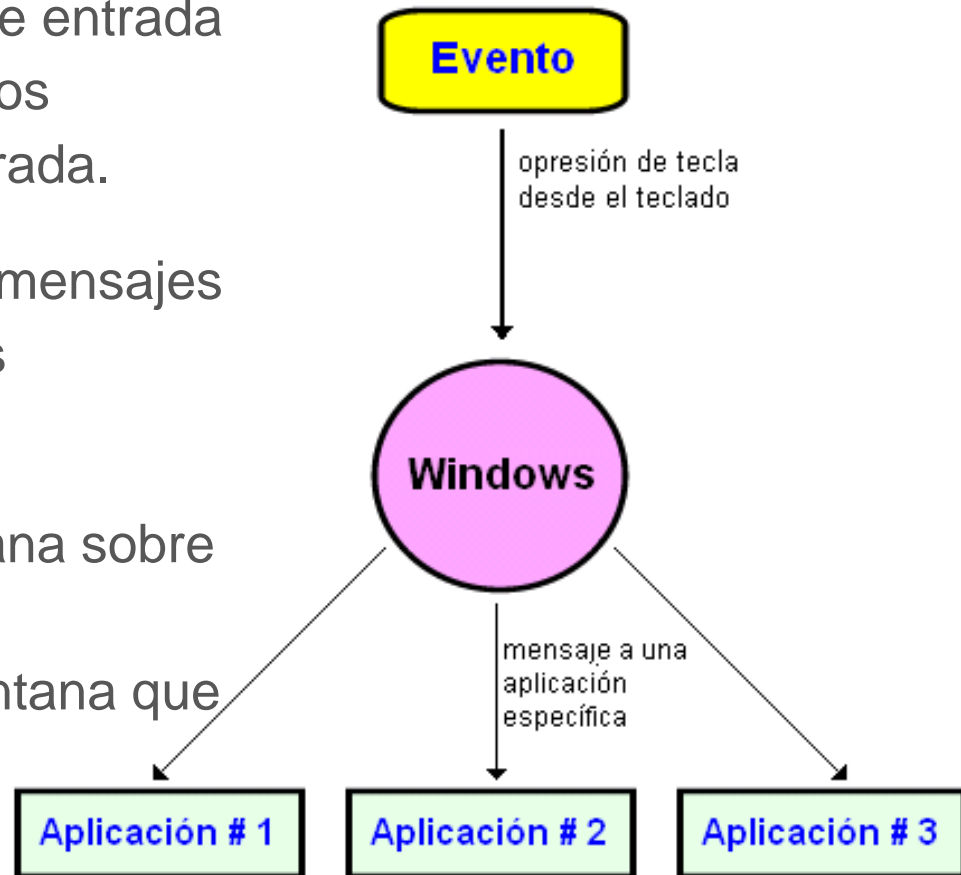 e entrada
os
rada.
mensajes
s
ana sobre
ntana que
Evento
opresión de tecla
desde el teclado
Windows
mensaje a una
aplicación
específica
Aplicación # 1
Aplicación # 2
Aplicación # 3